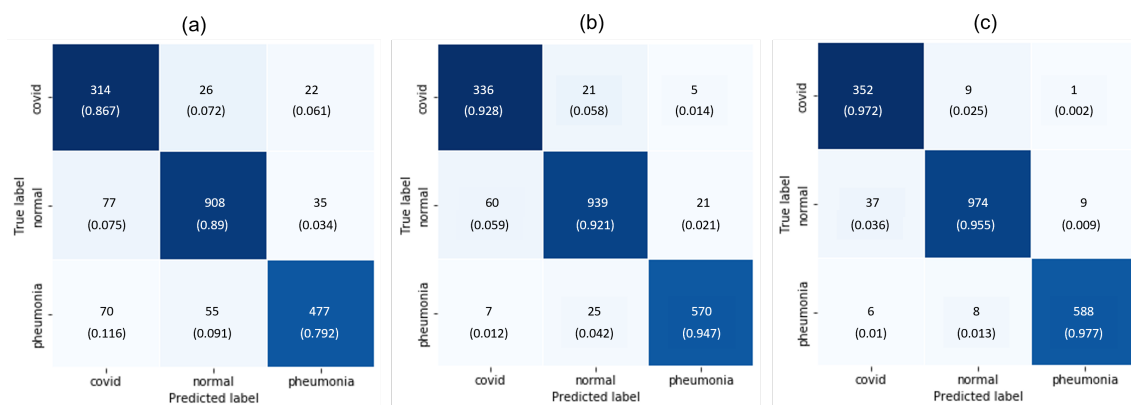 (a)
covid
314
(0.867)
26
(0.072)
22
(0.061)
True label
normal
77
(0.075)
908
(0.89)
35
(0.034)
pheumonia
70
(0.116)
55
(0.091)
477
(0.792)
covid
normal
pheumonia
Predicted label
(b)
covid
336
(0.928)
21
(0.058)
5
(0.014)
True label
normal
60
(0.059)
939
(0.921)
21
(0.021)
pheumonia
7
(0.012)
25
(0.042)
570
(0.947)
covid
normal
pheumonia
Predicted label
(c)
covid
352
(0.972)
9
(0.025)
1
(0.002)
True label
normal
37
(0.036)
974
(0.955)
9
(0.009)
pheumonia
6
(0.01)
8
(0.013)
588
(0.977)
covid
normal
pheumonia
Predicted label